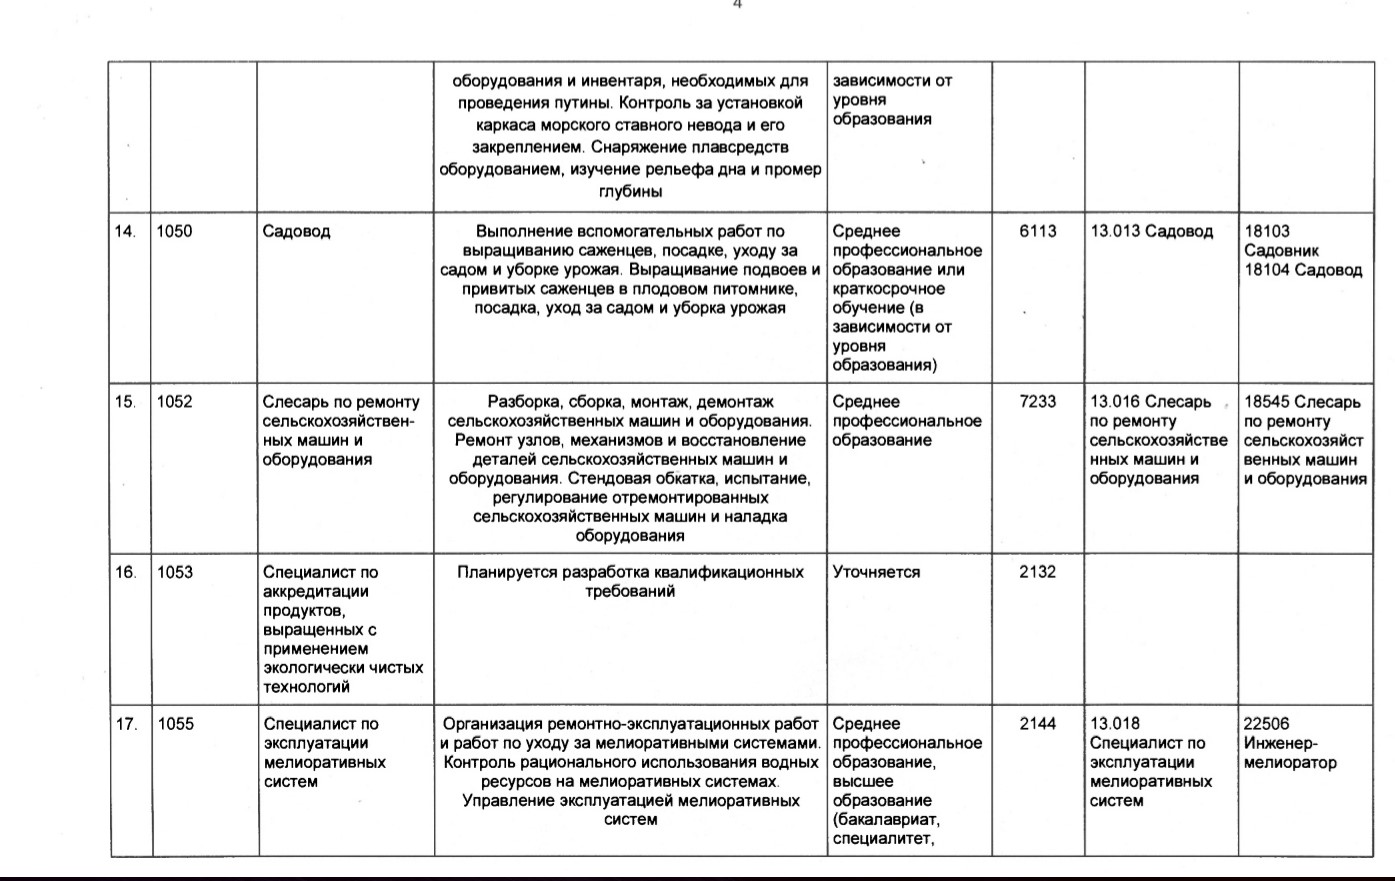 4
оборудования и инвентаря, необходимых для
проведения путины. Контроль за установкой
каркаса морского ставного невода и его
закреплением. Снаряжение плавсредств
оборудованием, изучение рельефа дна и промер
глубины
зависимости от
уровня
образования
14.
1050
Садовод
Выполнение вспомогательных работ по
выращиванию саженцев, посадке, уходу за
садом и уборке урожая. Выращивание подвоев и
привитых саженцев в плодовом питомнике,
посадка, уход за садом и уборка урожая
Среднее
профессиональное
образование или
краткосрочное
обучение (в
зависимости от
уровня
образования)
6113
13.013 Садовод
18103
Садовник
18104 Садовод
15.
1052
Слесарь по ремонту
сельскохозяйствен-
ных машин и
оборудования
Разборка, сборка, монтаж, демонтаж
сельскохозяйственных машин и оборудования.
Ремонт узлов, механизмов и восстановление
деталей сельскохозяйственных машин и
оборудования. Стендовая обкатка, испытание,
регулирование отремонтированных
сельскохозяйственных машин и наладка
оборудования
Среднее
профессиональное
образование
7233
13.016 Слесарь
по ремонту
сельскохозяйстве
нных машин и
оборудования
18545 Слесарь
по ремонту
сельскохозяйст
венных машин
и оборудования
16.
1053
Специалист по
аккредитации
продуктов,
выращенных с
применением
экологически чистых
технологий
Планируется разработка квалификационных
требований
Уточняется
2132
17.
1055
Специалист по
эксплуатации
мелиоративных
систем
Организация ремонтно-эксплуатационных работ
и работ по уходу за мелиоративными системами.
Контроль рационального использования водных
ресурсов на мелиоративных системах.
Управление эксплуатацией мелиоративных
систем
Среднее
профессиональное
образование,
высшее
образование
(бакалавриат,
специалитет,
2144
13.018
Специалист по
эксплуатации
мелиоративных
систем
22506
Инженер-
мелиоратор